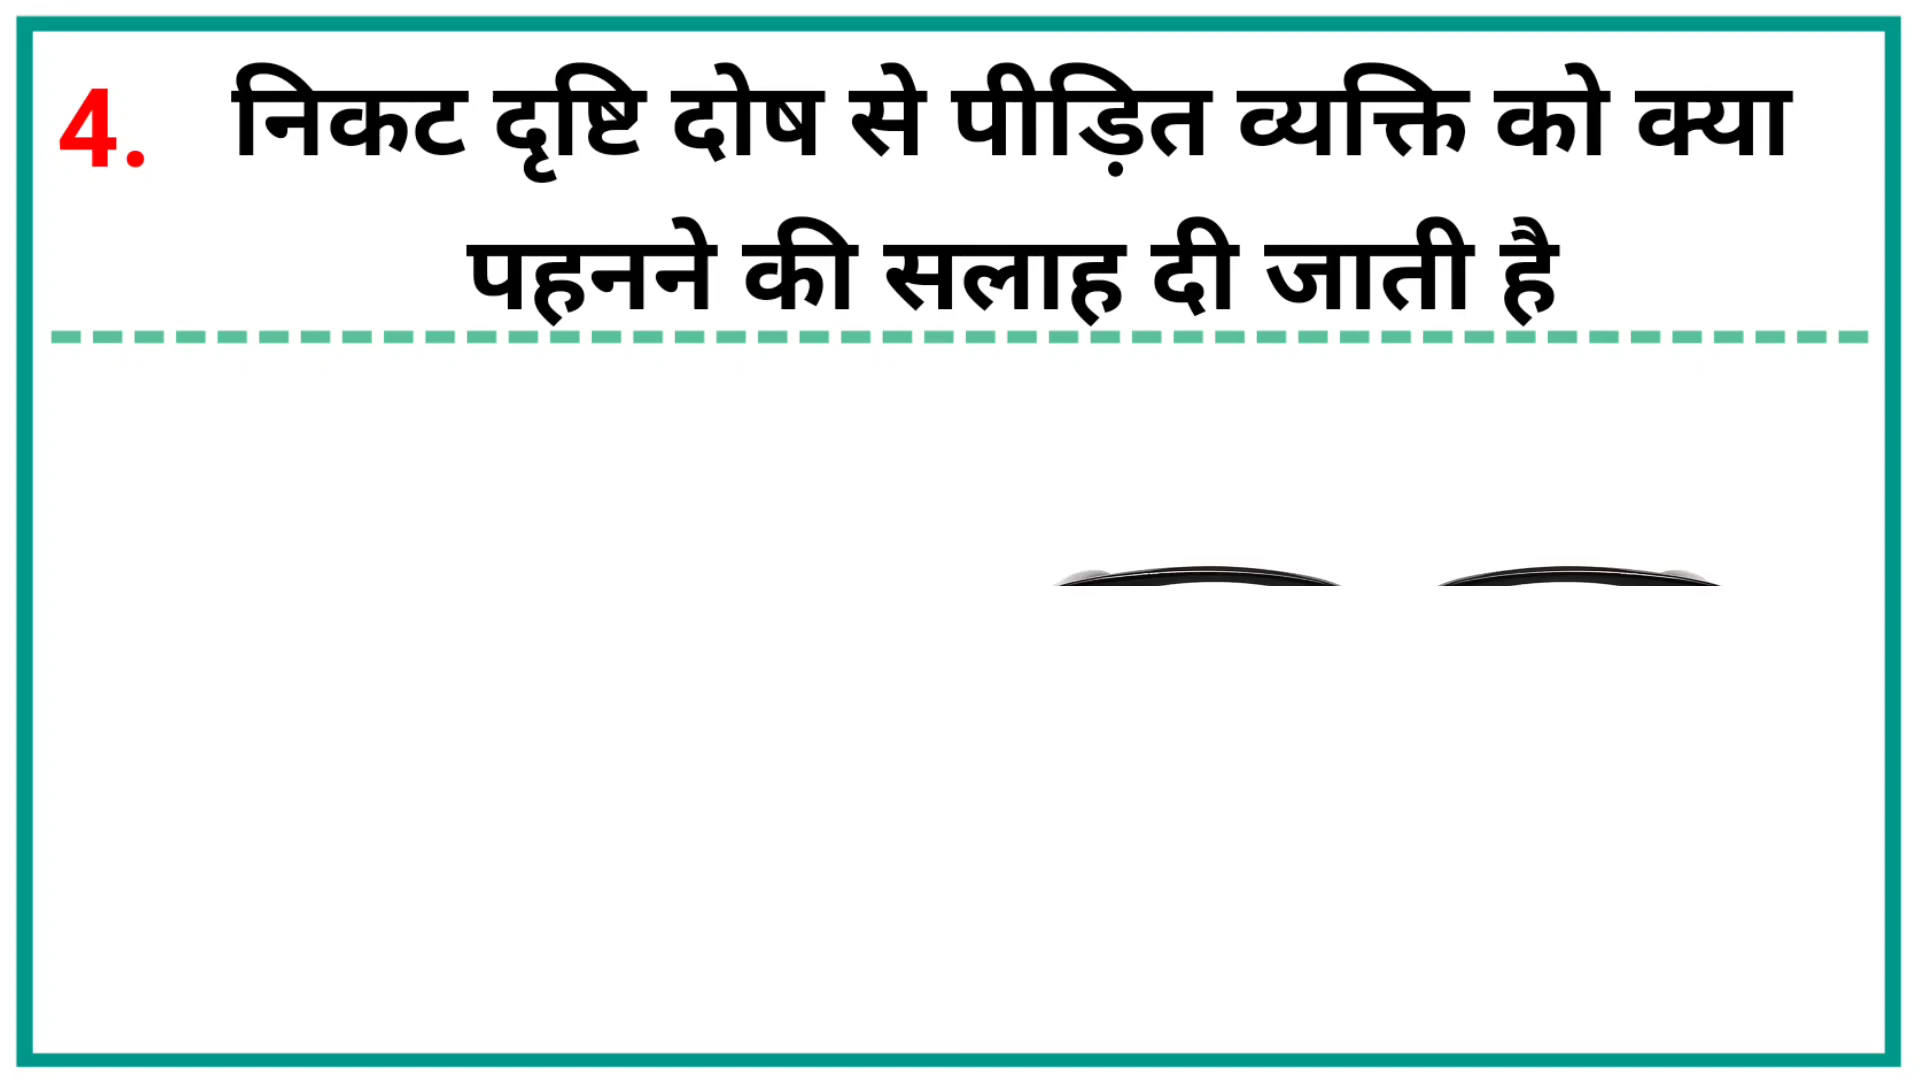 4. निकट दृष्टि दोष से पीड़ित व्यक्ति को क्या
पहनने की सलाह दी जाती है